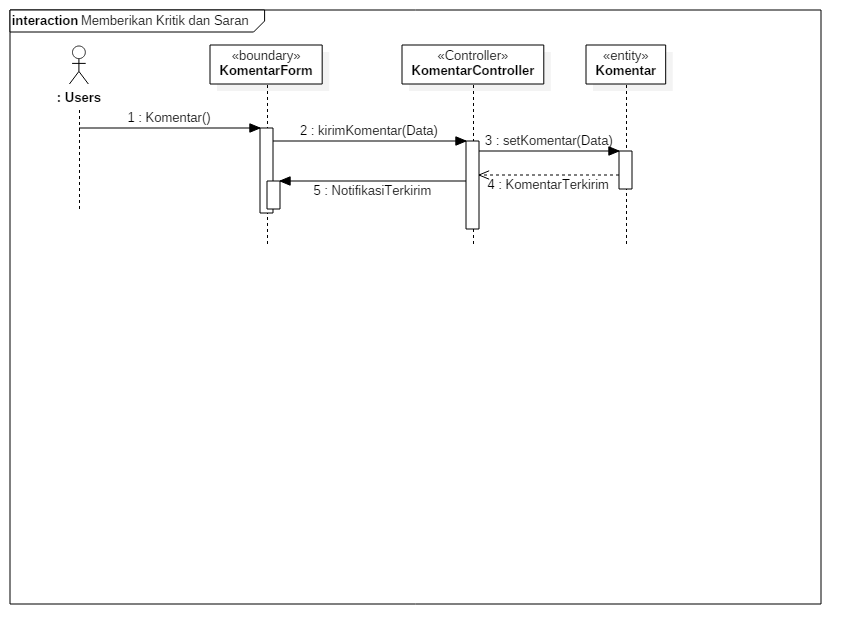 interaction Memberikan Kritik dan Saran
«boundary»
KomentarForm
«Controller»
KomentarController
«entity»
Komentar
: Users
1 : Komentar()
2 : kirimKomentar(Data)
3 : setKomentar(Data)
4 : KomentarTerkirim
5 : NotifikasiTerkirim